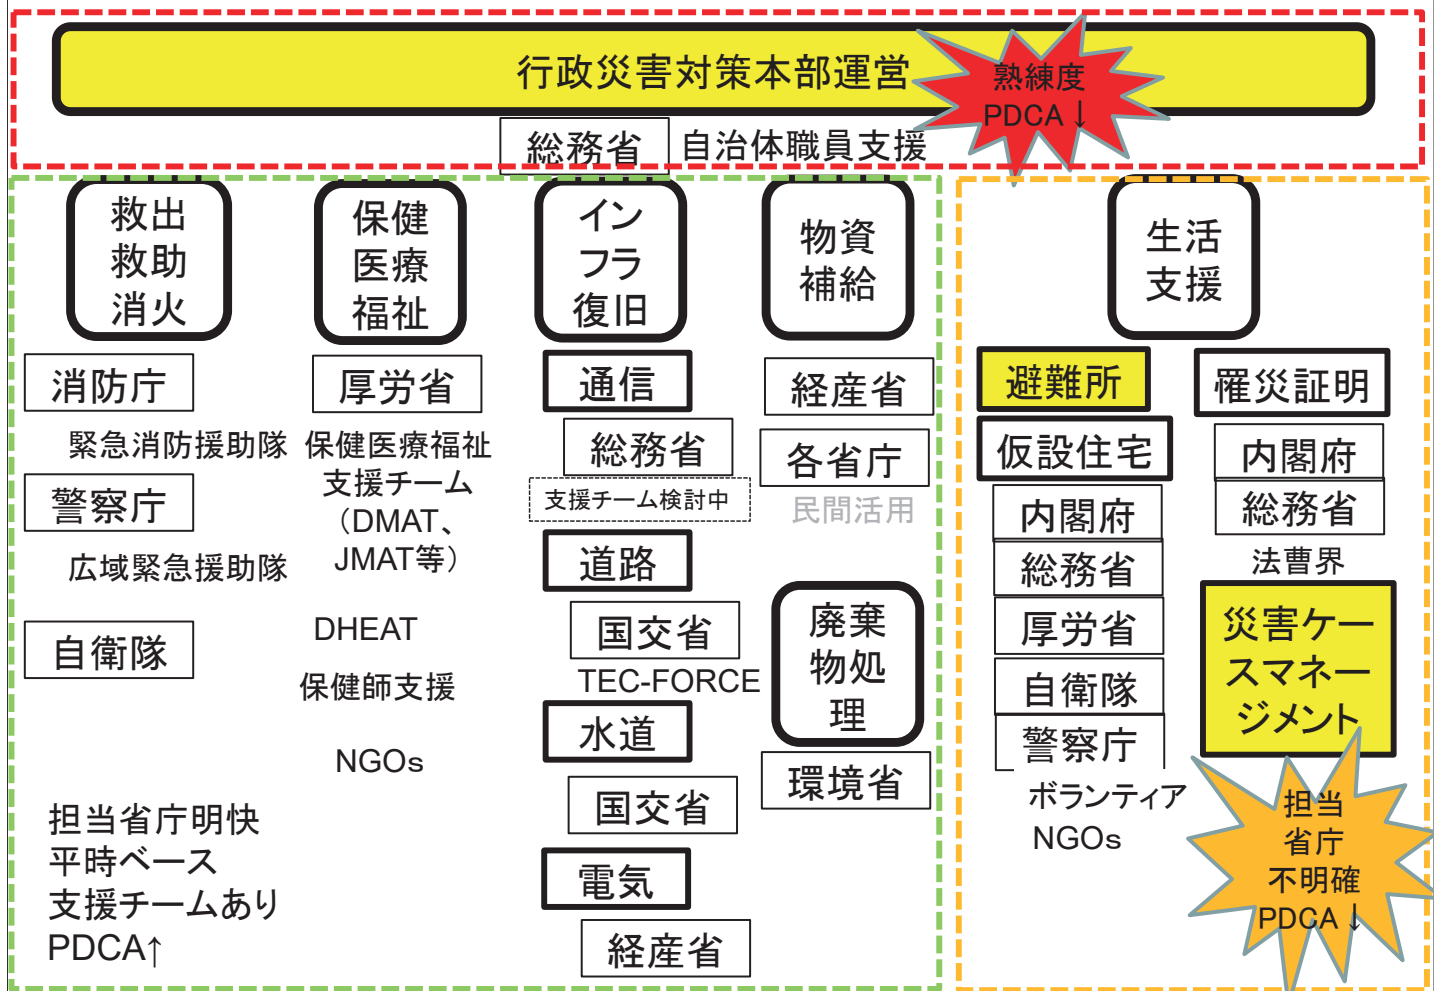 行政災害対策本部運営
熟練度
PDCA↓
総務省
自治体職員支援
救出
救助
消火
消防庁
緊急消防援助隊
警察庁
広域緊急援助隊
自衛隊
担当省庁明快
平時ベース
支援チームあり
PDCA↑
保健
医療
福祉
厚労省
保健医療福祉
支援チーム
（DMAT、
JMAT等）
DHEAT
保健師支援
NGOs
イン
フラ
復旧
通信
総務省
支援チーム検討中
道路
国交省
TEC-FORCE
水道
国交省
電気
経産省
物資
補給
経産省
各省庁
民間活用
廃棄
物処
理
環境省
生活
支援
避難所
仮設住宅
内閣府
総務省
厚労省
自衛隊
警察庁
ボランティア
NGOs
罹災証明
内閣府
総務省
法曹界
災害ケー
スマネー
ジメント
担当
省庁
不明確
PDCA↓